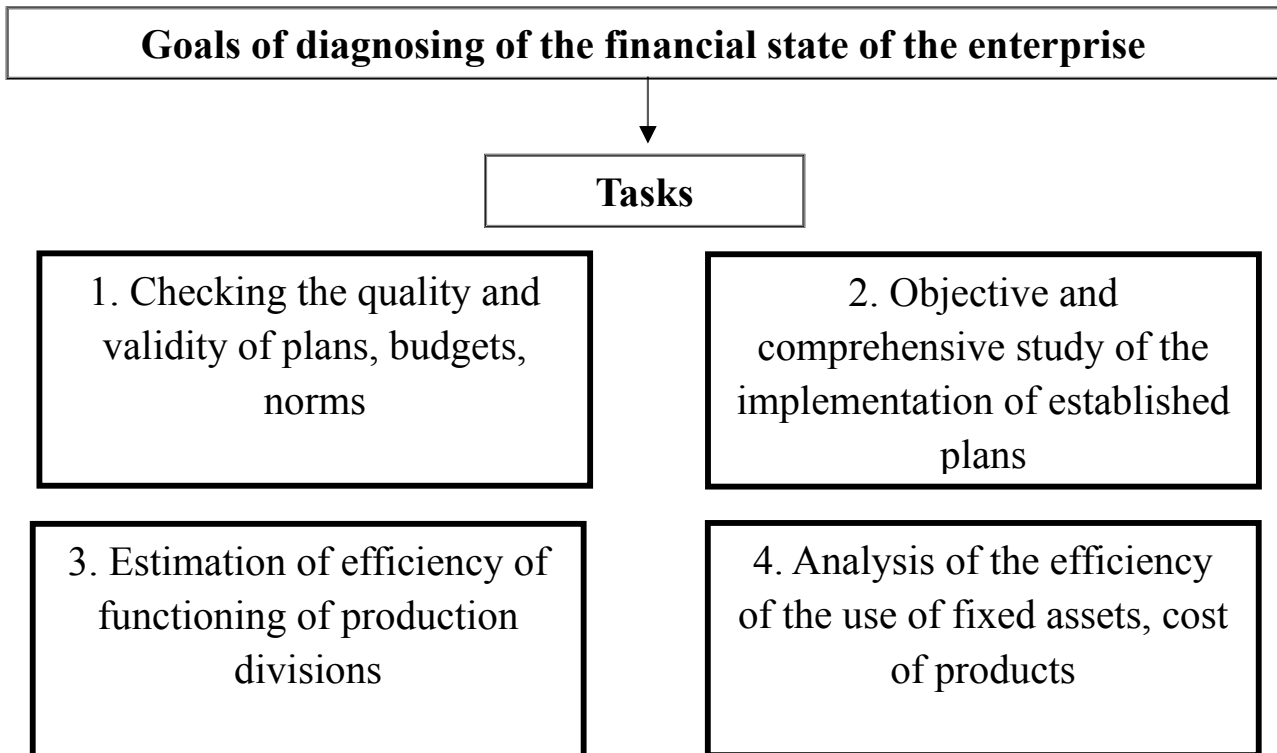 Goals of diagnosing of the financial state of the enterprise
Tasks
1. Checking the quality and
validity of plans, budgets,
norms
2. Objective and
comprehensive study of the
implementation of established
plans
3. Estimation of efficiency of
functioning of production
divisions
4. Analysis of the efficiency
of the use of fixed assets, cost
of products